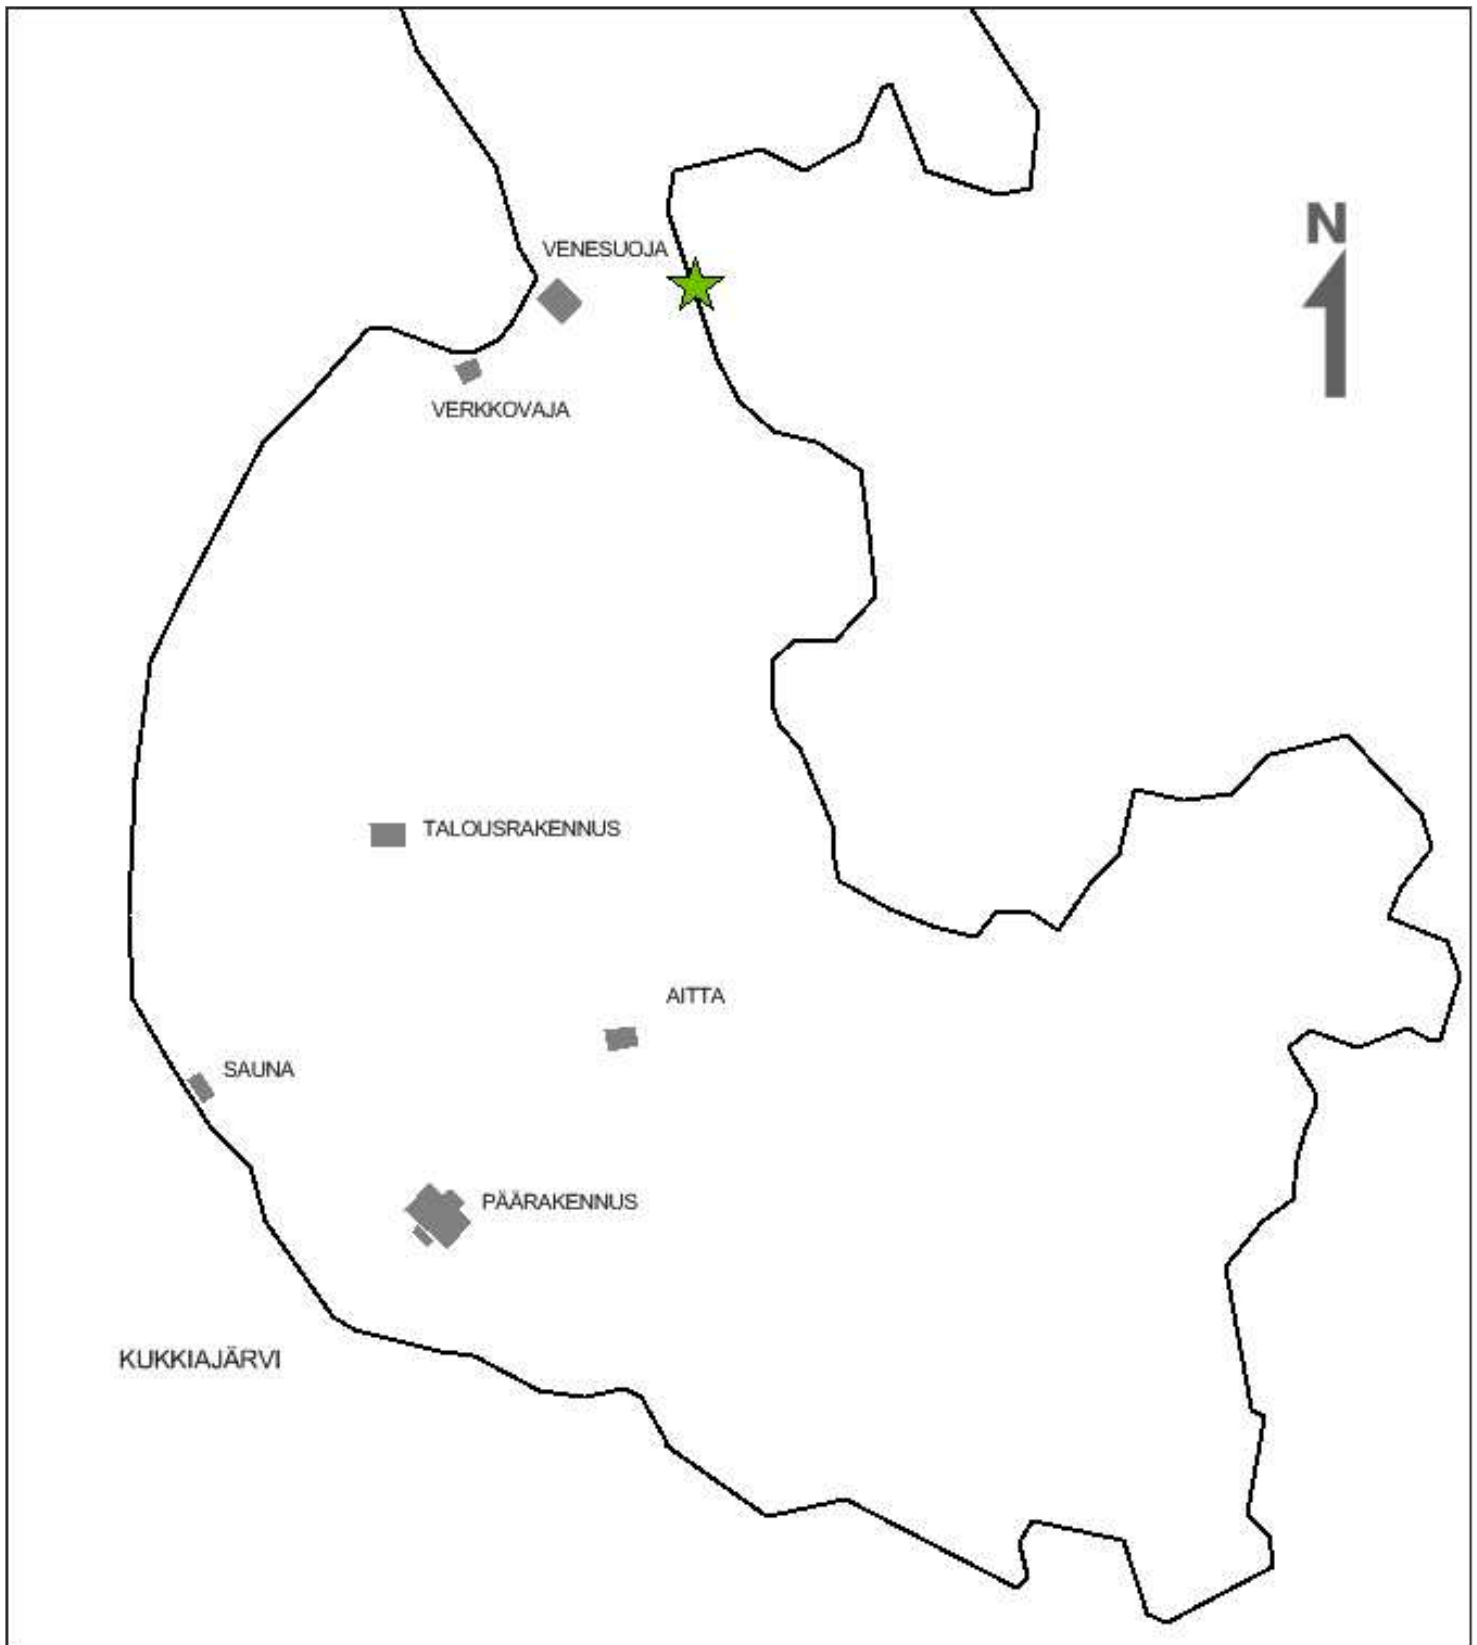 N
VENESUOJA
VERKKOVAJA
TALOUSRAKENNUS
AITTA
SAUNA
PÄÄRAKENNUS
KUKKIAJÄRVI